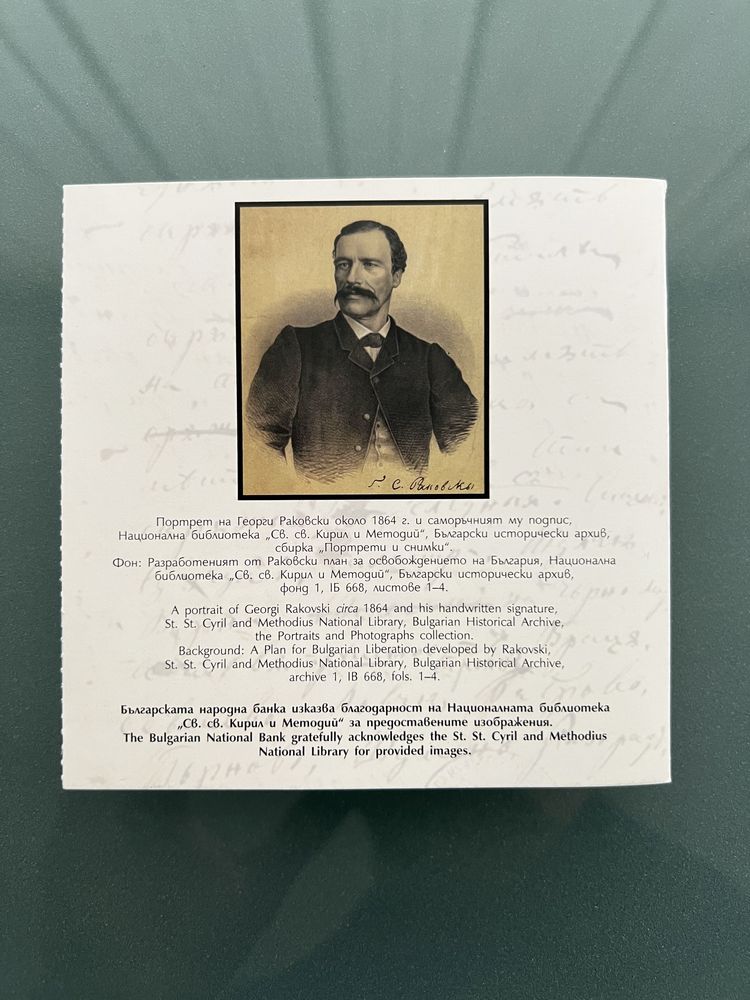 Г. С. Раковскы
Портрет на Георги Раковски около 1864 г. и саморъчният му подпис,
Национална библиотека „Св. св. Кирил и Методий“, Български исторически архив,
сбирка „Портрети и снимки“.
Фон: Разработеният от Раковски план за освобождението на България, Национална
библиотека „Св. св. Кирил и Методий“, Български исторически архив,
фонд 1, IБ 668, листове 1–4.
A portrait of Georgi Rakovski circa 1864 and his handwritten signature,
St. St. Cyril and Methodius National Library, Bulgarian Historical Archive,
the Portraits and Photographs collection.
Background: A Plan for Bulgarian Liberation developed by Rakovski,
St. St. Cyril and Methodius National Library, Bulgarian Historical Archive,
archive 1, IB 668, fols. 1–4.
Българската народна банка изказва благодарност на Националната библиотека
„Св. св. Кирил и Методий“ за предоставените изображения.
The Bulgarian National Bank gratefully acknowledges the St. St. Cyril and Methodius
National Library for provided images.